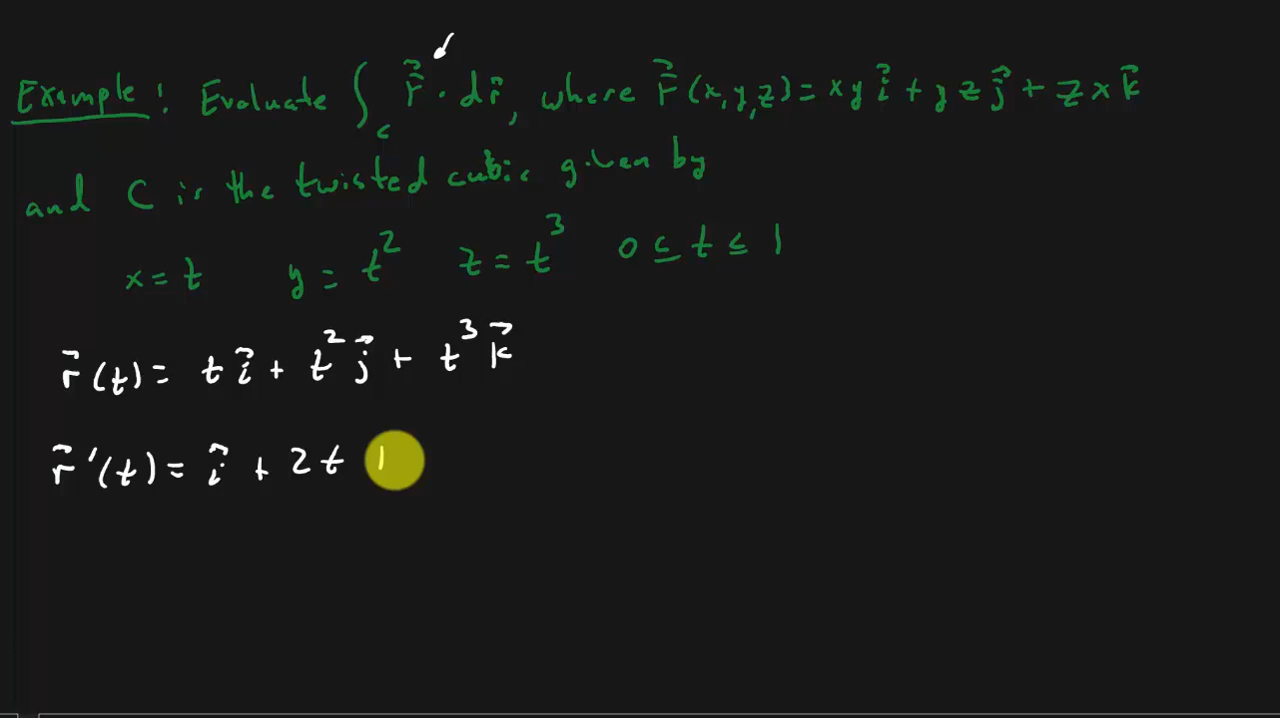 Example: Evaluate ∫_C F⃗ · dr⃗, where F⃗(x,y,z)=xy i⃗ + yz j⃗ + zx k⃗
and C is the twisted cubic given by
x=t y=t² z=t³ 0≤t≤1
r⃗(t)= t i⃗ + t² j⃗ + t³ k⃗
r⃗'(t)= i⃗ + 2t